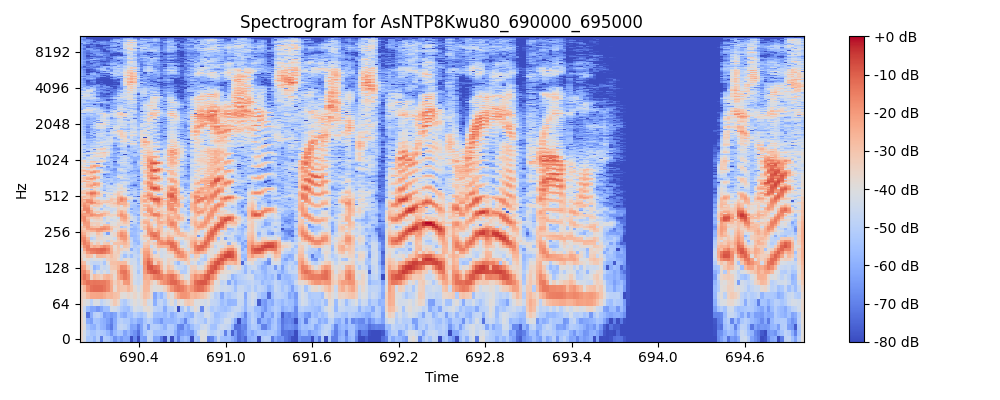 Spectrogram for AsNTP8Kwu80_690000_695000
8192
4096
2048
1024
512
256
128
64
0
Hz
690.4 691.0 691.6 692.2 692.8 693.4 694.0 694.6
Time
+0 dB
-10 dB
-20 dB
-30 dB
-40 dB
-50 dB
-60 dB
-70 dB
-80 dB